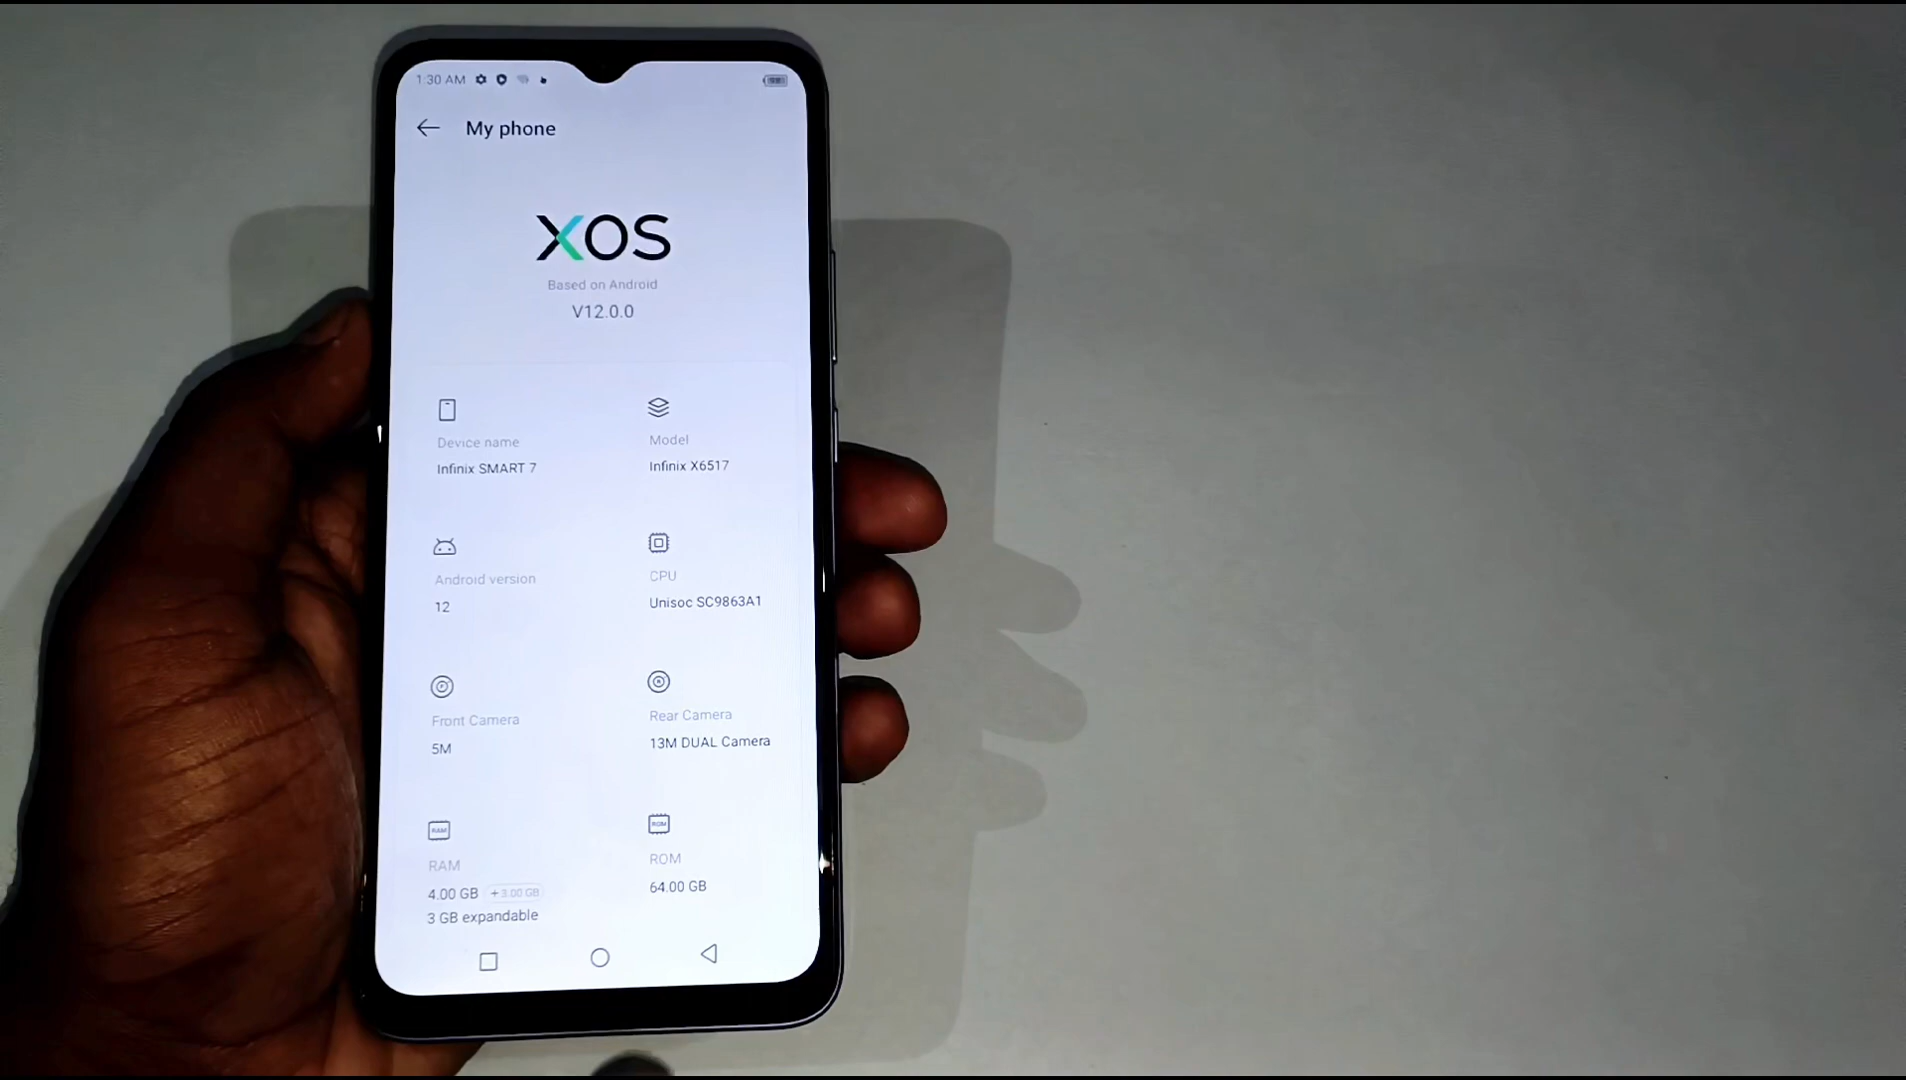 1:30 AM
My phone
XOS
Based on Android
V12.0.0
Device name
Infinix SMART 7
Model
Infinix X6517
Android version
12
CPU
Unisoc SC9863A1
Front Camera
5M
Rear Camera
13M DUAL Camera
RAM
RAM
4.00 GB +3.00 GB
3 GB expandable
ROM
ROM
64.00 GB